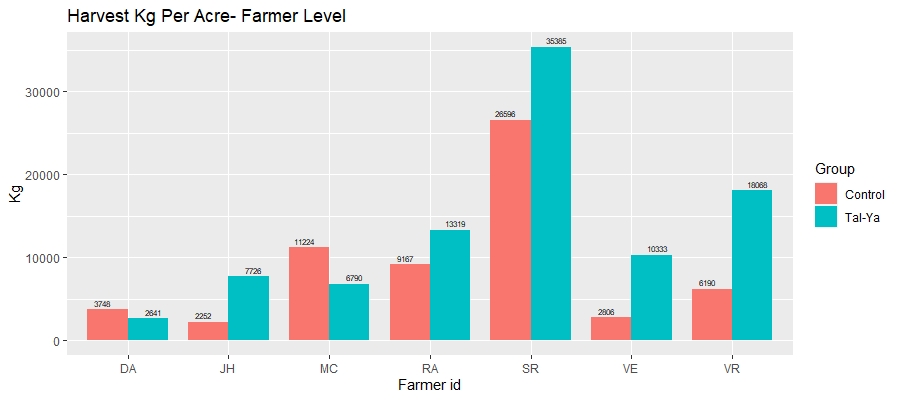 Harvest Kg Per Acre- Farmer Level
Kg
30000
20000
10000
0
3748
2641
2252
7726
11224
6790
9167
13319
26596
35385
2806
10333
6190
18068
DA
JH
MC
RA
SR
VE
VR
Farmer id
Group
Control
Tal-Ya